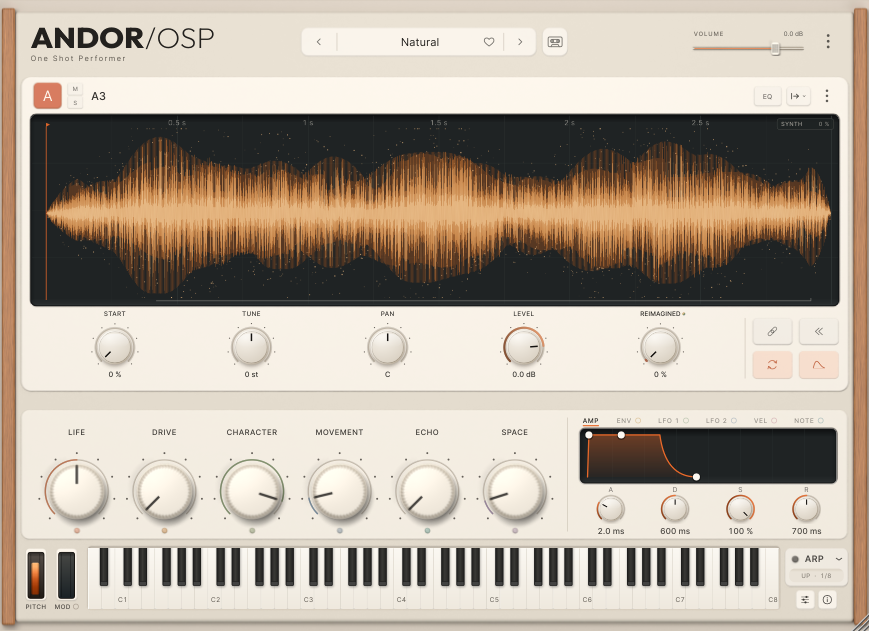 ANDOR/OSP
One Shot Performer
Natural
VOLUME 0.0 dB
A
M
S
A3
EQ
0.5 s 1 s 1.5 s 2 s 2.5 s
SYNTH 0 %
START TUNE PAN LEVEL REIMAGINED
0 % 0 st C 0.0 dB 0 %
LIFE DRIVE CHARACTER MOVEMENT ECHO SPACE
AMP ENV LFO 1 LFO 2 VEL NOTE
A D S R
2.0 ms 600 ms 100 % 700 ms
PITCH MOD
C1 C2 C3 C4 C5 C6 C7 C8
ARP
UP · 1/8